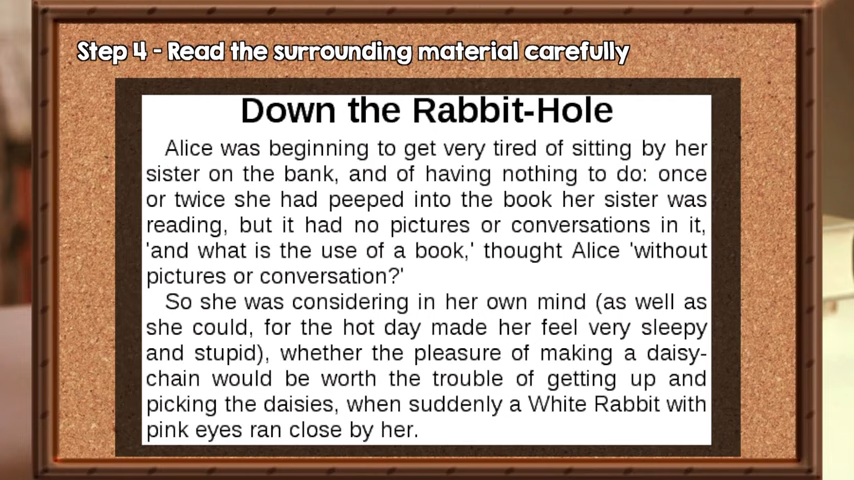 Step 4 - Read the surrounding material carefully
Down the Rabbit-Hole
Alice was beginning to get very tired of sitting by her
sister on the bank, and of having nothing to do: once
or twice she had peeped into the book her sister was
reading, but it had no pictures or conversations in it,
'and what is the use of a book,' thought Alice 'without
pictures or conversation?'
So she was considering in her own mind (as well as
she could, for the hot day made her feel very sleepy
and stupid), whether the pleasure of making a daisy-
chain would be worth the trouble of getting up and
picking the daisies, when suddenly a White Rabbit with
pink eyes ran close by her.